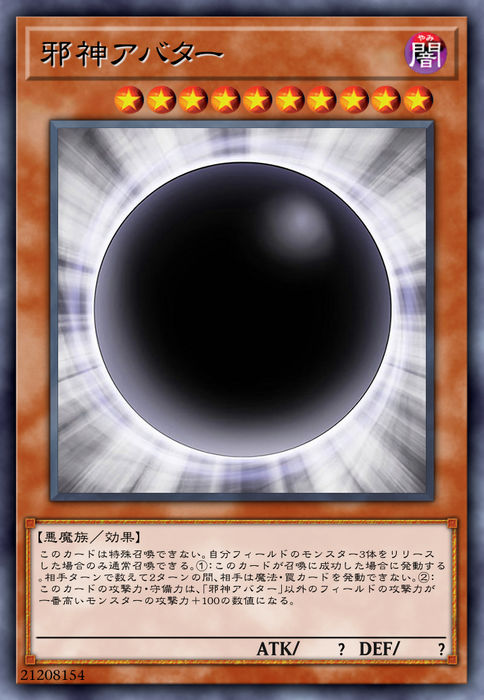 邪神アバター
やみ
闇
【悪魔族／効果】
このカードは特殊召喚できない。自分フィールドのモンスター3体をリリース
した場合のみ通常召喚できる。①：このカードが召喚に成功した場合に発動す
る。相手ターンで数えて2ターンの間、相手は魔法・罠カードを発動できない。②：
このカードの攻撃力・守備力は、「邪神アバター」以外のフィールドの攻撃力が
一番高いモンスターの攻撃力＋100の数値になる。
ATK/ ? DEF/ ?
21208154